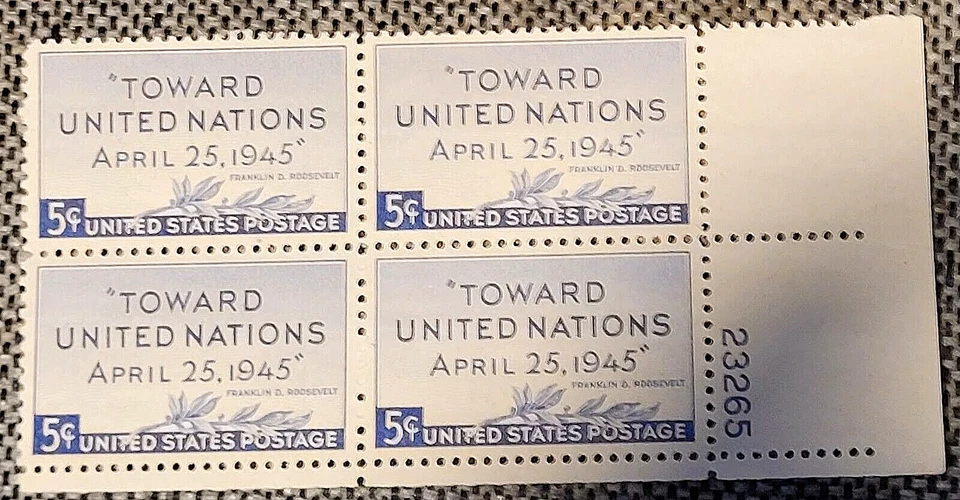 "TOWARD
UNITED NATIONS
APRIL 25, 1945"
FRANKLIN D. ROOSEVELT
5¢ UNITED STATES POSTAGE
"TOWARD
UNITED NATIONS
APRIL 25, 1945"
FRANKLIN D. ROOSEVELT
5¢ UNITED STATES POSTAGE
"TOWARD
UNITED NATIONS
APRIL 25, 1945"
FRANKLIN D. ROOSEVELT
5¢ UNITED STATES POSTAGE
"TOWARD
UNITED NATIONS
APRIL 25, 1945"
FRANKLIN D. ROOSEVELT
5¢ UNITED STATES POSTAGE
23265